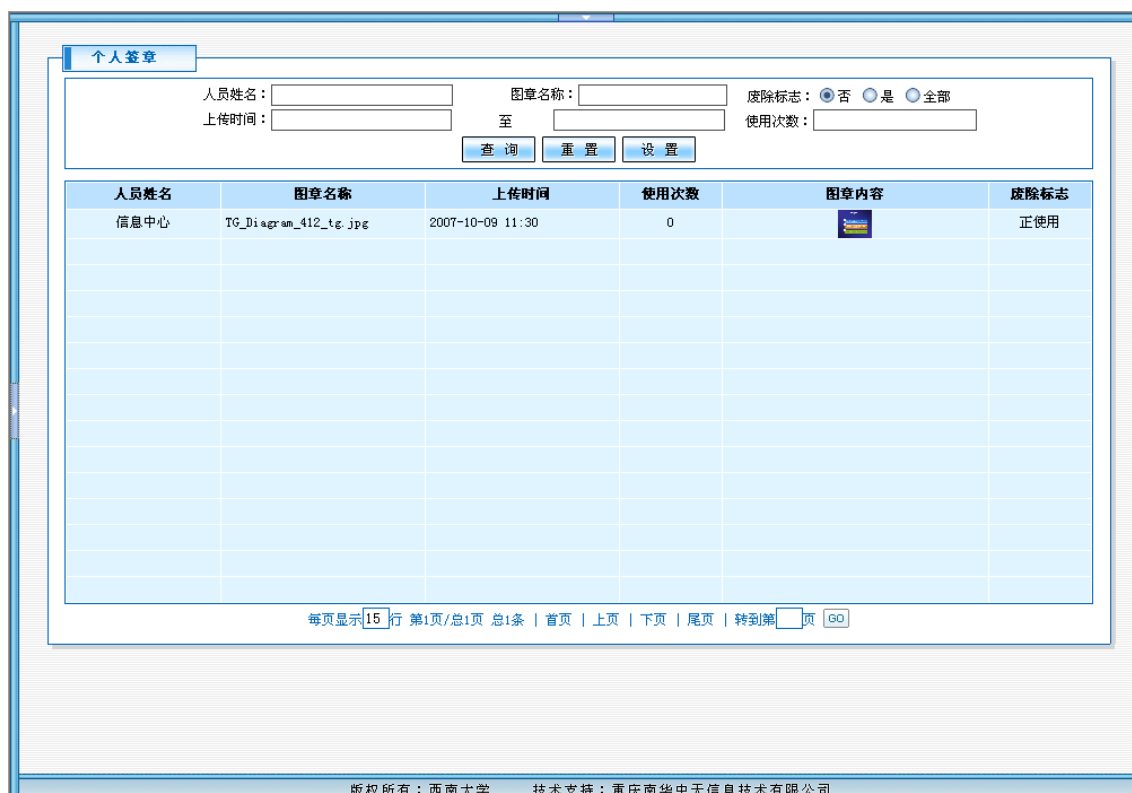 个人签章
人员姓名： 图章名称： 废除标志： 否 是 全部
上传时间： 至 使用次数：
查 询 重 置 设 置
人员姓名 图章名称 上传时间 使用次数 图章内容 废除标志
信息中心 TG_Diagram_412_tg.jpg 2007-10-09 11:30 0 正使用
每页显示15行 第1页/总1页 总1条 | 首页 | 上页 | 下页 | 尾页 | 转到第 页 GO
版权所有：西南大学 技术支持：重庆南华中天信息技术有限公司